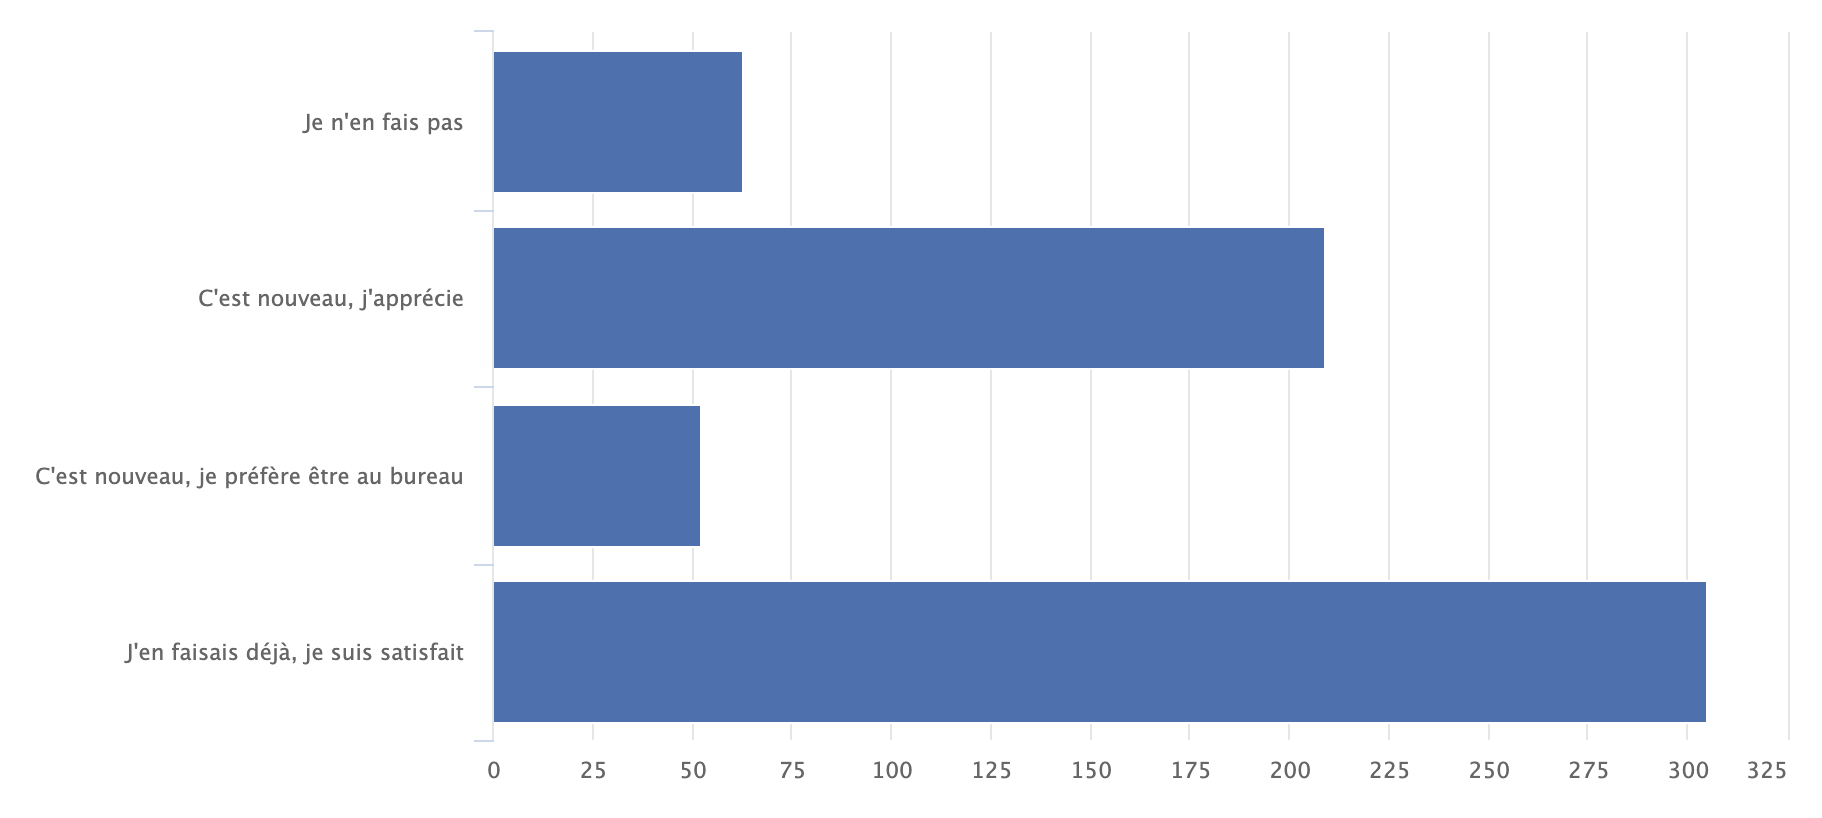 Je n'en fais pas
C'est nouveau, j'apprécie
C'est nouveau, je préfère être au bureau
J'en faisais déjà, je suis satisfait
0 25 50 75 100 125 150 175 200 225 250 275 300 325